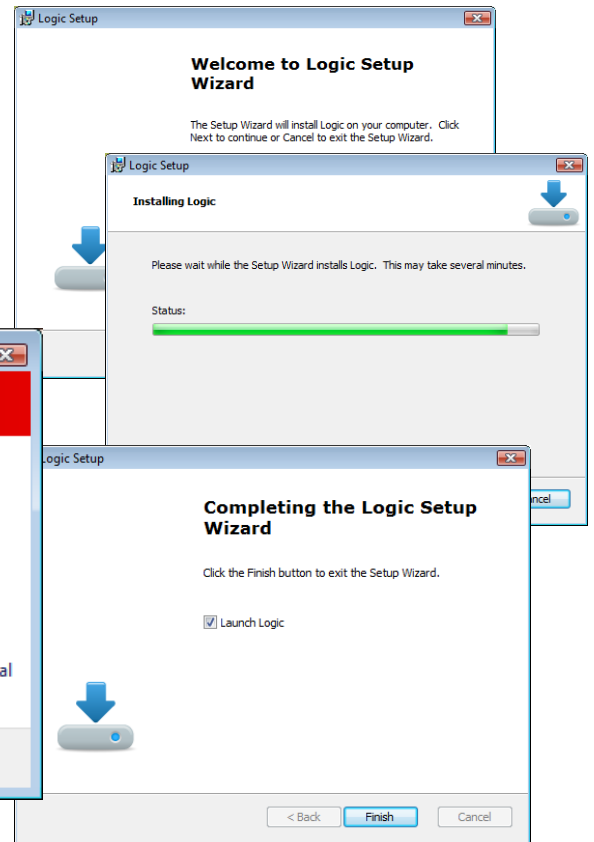 Logic Setup
Welcome to Logic Setup
Wizard
The Setup Wizard will install Logic on your computer. Click
Next to continue or Cancel to exit the Setup Wizard.
Logic Setup
Installing Logic
Please wait while the Setup Wizard installs Logic. This may take several minutes.
Status:
ncel
al
Logic Setup
Completing the Logic Setup
Wizard
Click the Finish button to exit the Setup Wizard.
Launch Logic
< Back
Finish
Cancel